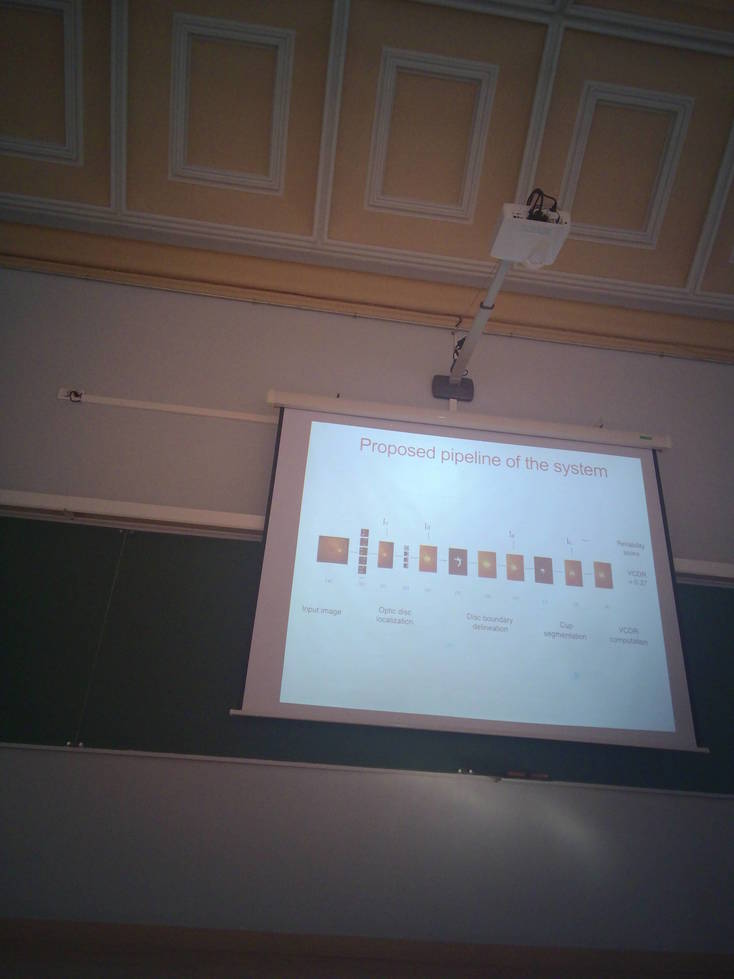 Proposed pipeline of the system
Reliability
score
VCDR
= 0.37
Input image
Optic disc
localization
Disc boundary
delineation
Cup
segmentation
VCDR
computation